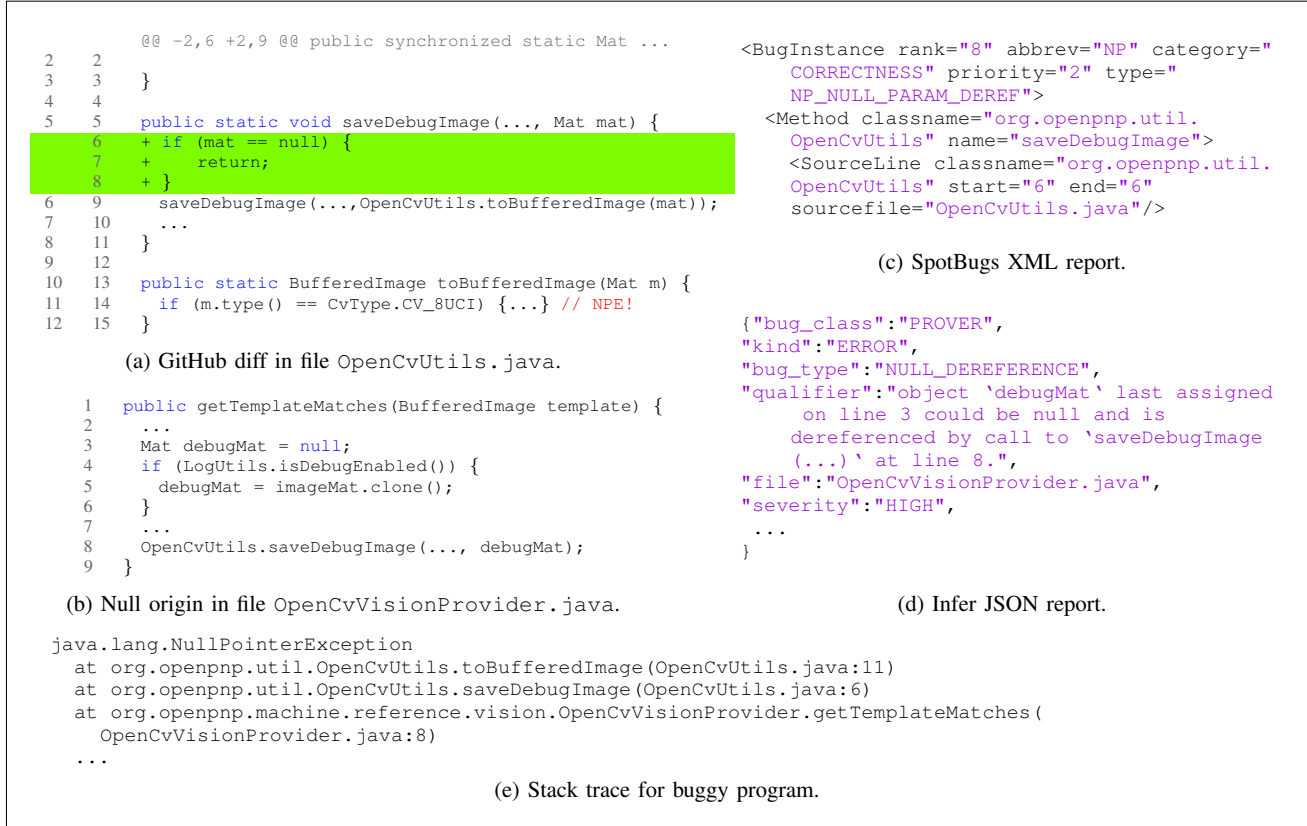 @@ -2,6 +2,9 @@ public synchronized static Mat ...
2 2
3 3 }
4 4
5 5 public static void saveDebugImage(..., Mat mat) {
6 + if (mat == null) {
7 + return;
8 + }
6 9 saveDebugImage(...,OpenCvUtils.toBufferedImage(mat));
7 10 ...
8 11 }
9 12
10 13 public static BufferedImage toBufferedImage(Mat m) {
11 14 if (m.type() == CvType.CV_8UCI) {...} // NPE!
12 15 }
(a) GitHub diff in file OpenCvUtils.java.
1 public getTemplateMatches(BufferedImage template) {
2 ...
3 Mat debugMat = null;
4 if (LogUtils.isDebugEnabled()) {
5 debugMat = imageMat.clone();
6 }
7 ...
8 OpenCvUtils.saveDebugImage(..., debugMat);
9 }
(b) Null origin in file OpenCvVisionProvider.java.
<BugInstance rank="8" abbrev="NP" category="
CORRECTNESS" priority="2" type="
NP_NULL_PARAM_DEREF">
<Method classname="org.openpnp.util.
OpenCvUtils" name="saveDebugImage">
<SourceLine classname="org.openpnp.util.
OpenCvUtils" start="6" end="6"
sourcefile="OpenCvUtils.java"/>
(c) SpotBugs XML report.
{"bug_class":"PROVER",
"kind":"ERROR",
"bug_type":"NULL_DEREFERENCE",
"qualifier":"object ‘debugMat‘ last assigned
on line 3 could be null and is
dereferenced by call to ‘saveDebugImage
(...)‘ at line 8.",
"file":"OpenCvVisionProvider.java",
"severity":"HIGH",
...
}
(d) Infer JSON report.
java.lang.NullPointerException
at org.openpnp.util.OpenCvUtils.toBufferedImage(OpenCvUtils.java:11)
at org.openpnp.util.OpenCvUtils.saveDebugImage(OpenCvUtils.java:6)
at org.openpnp.machine.reference.vision.OpenCvVisionProvider.getTemplateMatches(
OpenCvVisionProvider.java:8)
...
(e) Stack trace for buggy program.